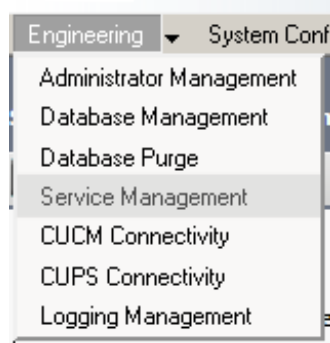 Engineering System Conf
Administrator Management
Database Management
Database Purge
Service Management
CUCM Connectivity
CUPS Connectivity
Logging Management